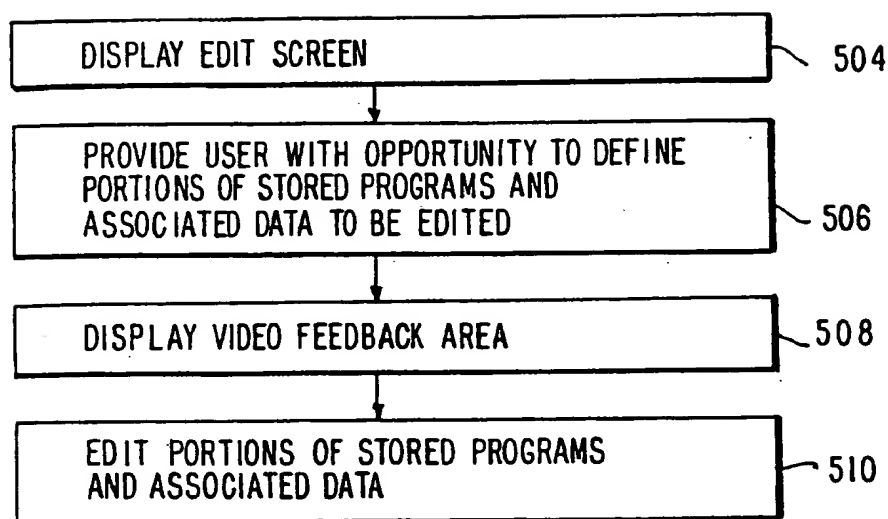 DISPLAY EDIT SCREEN
504
PROVIDE USER WITH OPPORTUNITY TO DEFINE
PORTIONS OF STORED PROGRAMS AND
ASSOCIATED DATA TO BE EDITED
506
DISPLAY VIDEO FEEDBACK AREA
508
EDIT PORTIONS OF STORED PROGRAMS
AND ASSOCIATED DATA
510